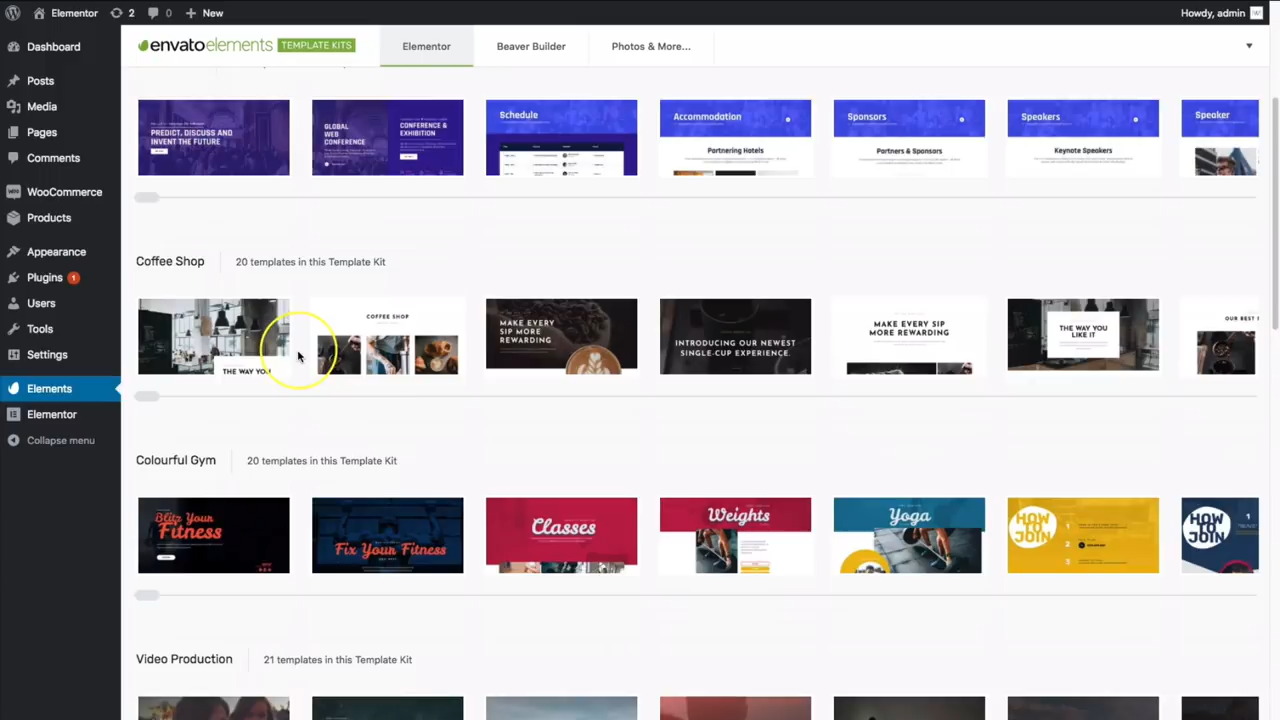 Elementor
2
0
New
Howdy, admin
Dashboard
Posts
Media
Pages
Comments
WooCommerce
Products
Appearance
Plugins 1
Users
Tools
Settings
Elements
Elementor
Collapse menu
envatoelements TEMPLATE KITS
Elementor
Beaver Builder
Photos & More...
PREDICT, DISCUSS AND
INVENT THE FUTURE
GLOBAL
WEB
CONFERENCE
CONFERENCE &
EXHIBITION
Schedule
Accommodation
Partnering Hotels
Sponsors
Partners & Sponsors
Speakers
Keynote Speakers
Speaker
Coffee Shop
20 templates in this Template Kit
THE WAY YOU
COFFEE SHOP
MAKE EVERY
SIP MORE
REWARDING
INTRODUCING OUR NEWEST
SINGLE-CUP EXPERIENCE.
MAKE EVERY SIP
MORE REWARDING
THE WAY YOU
LIKE IT
OUR BEST
Colourful Gym
20 templates in this Template Kit
Blitz Your
Fitness
Fix Your Fitness
Classes
Weights
Yoga
HOW
TO
JOIN
1
2
3
HOW
TO
JOIN
1
Video Production
21 templates in this Template Kit